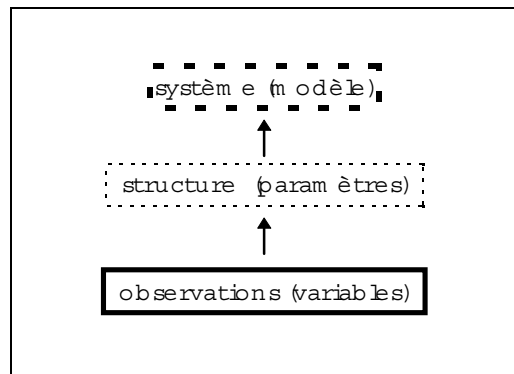 système (modèle)
structure (paramètres)
observations (variables)